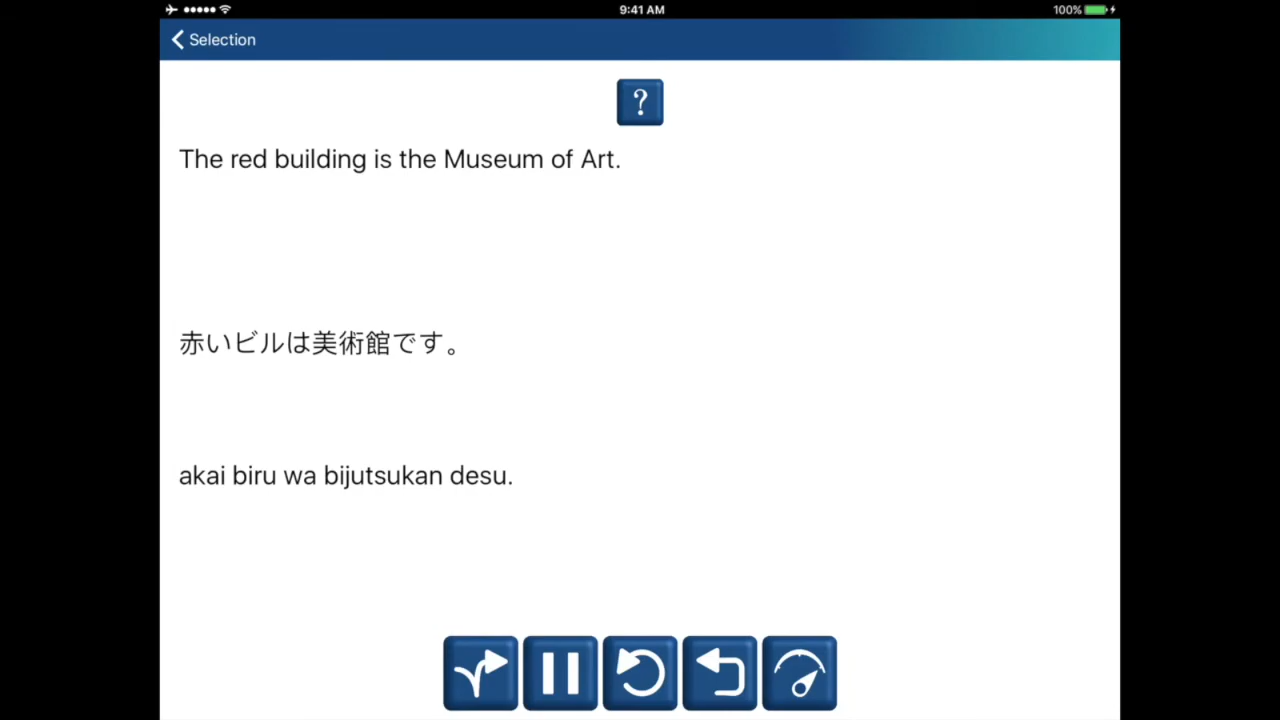 9:41 AM
100%
Selection
?
The red building is the Museum of Art.
赤いビルは美術館です。
akai biru wa bijutsukan desu.